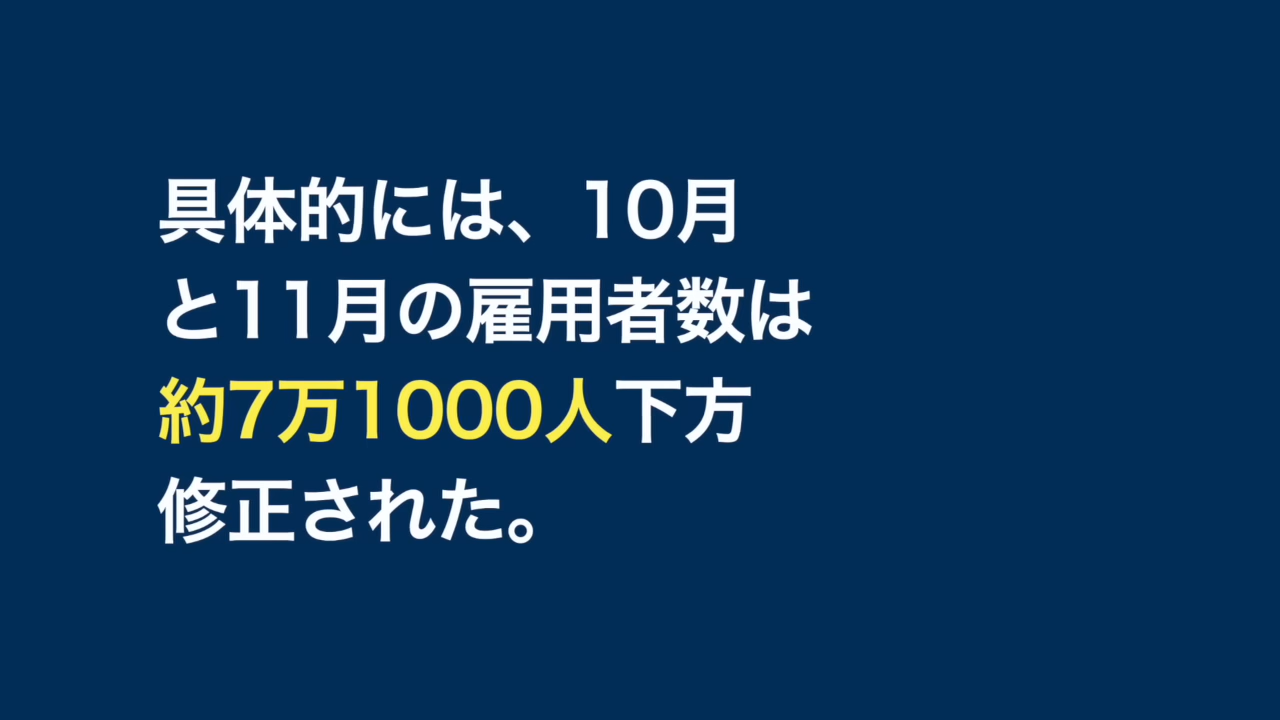 具体的には、10月
と11月の雇用者数は
約7万1000人下方
修正された。